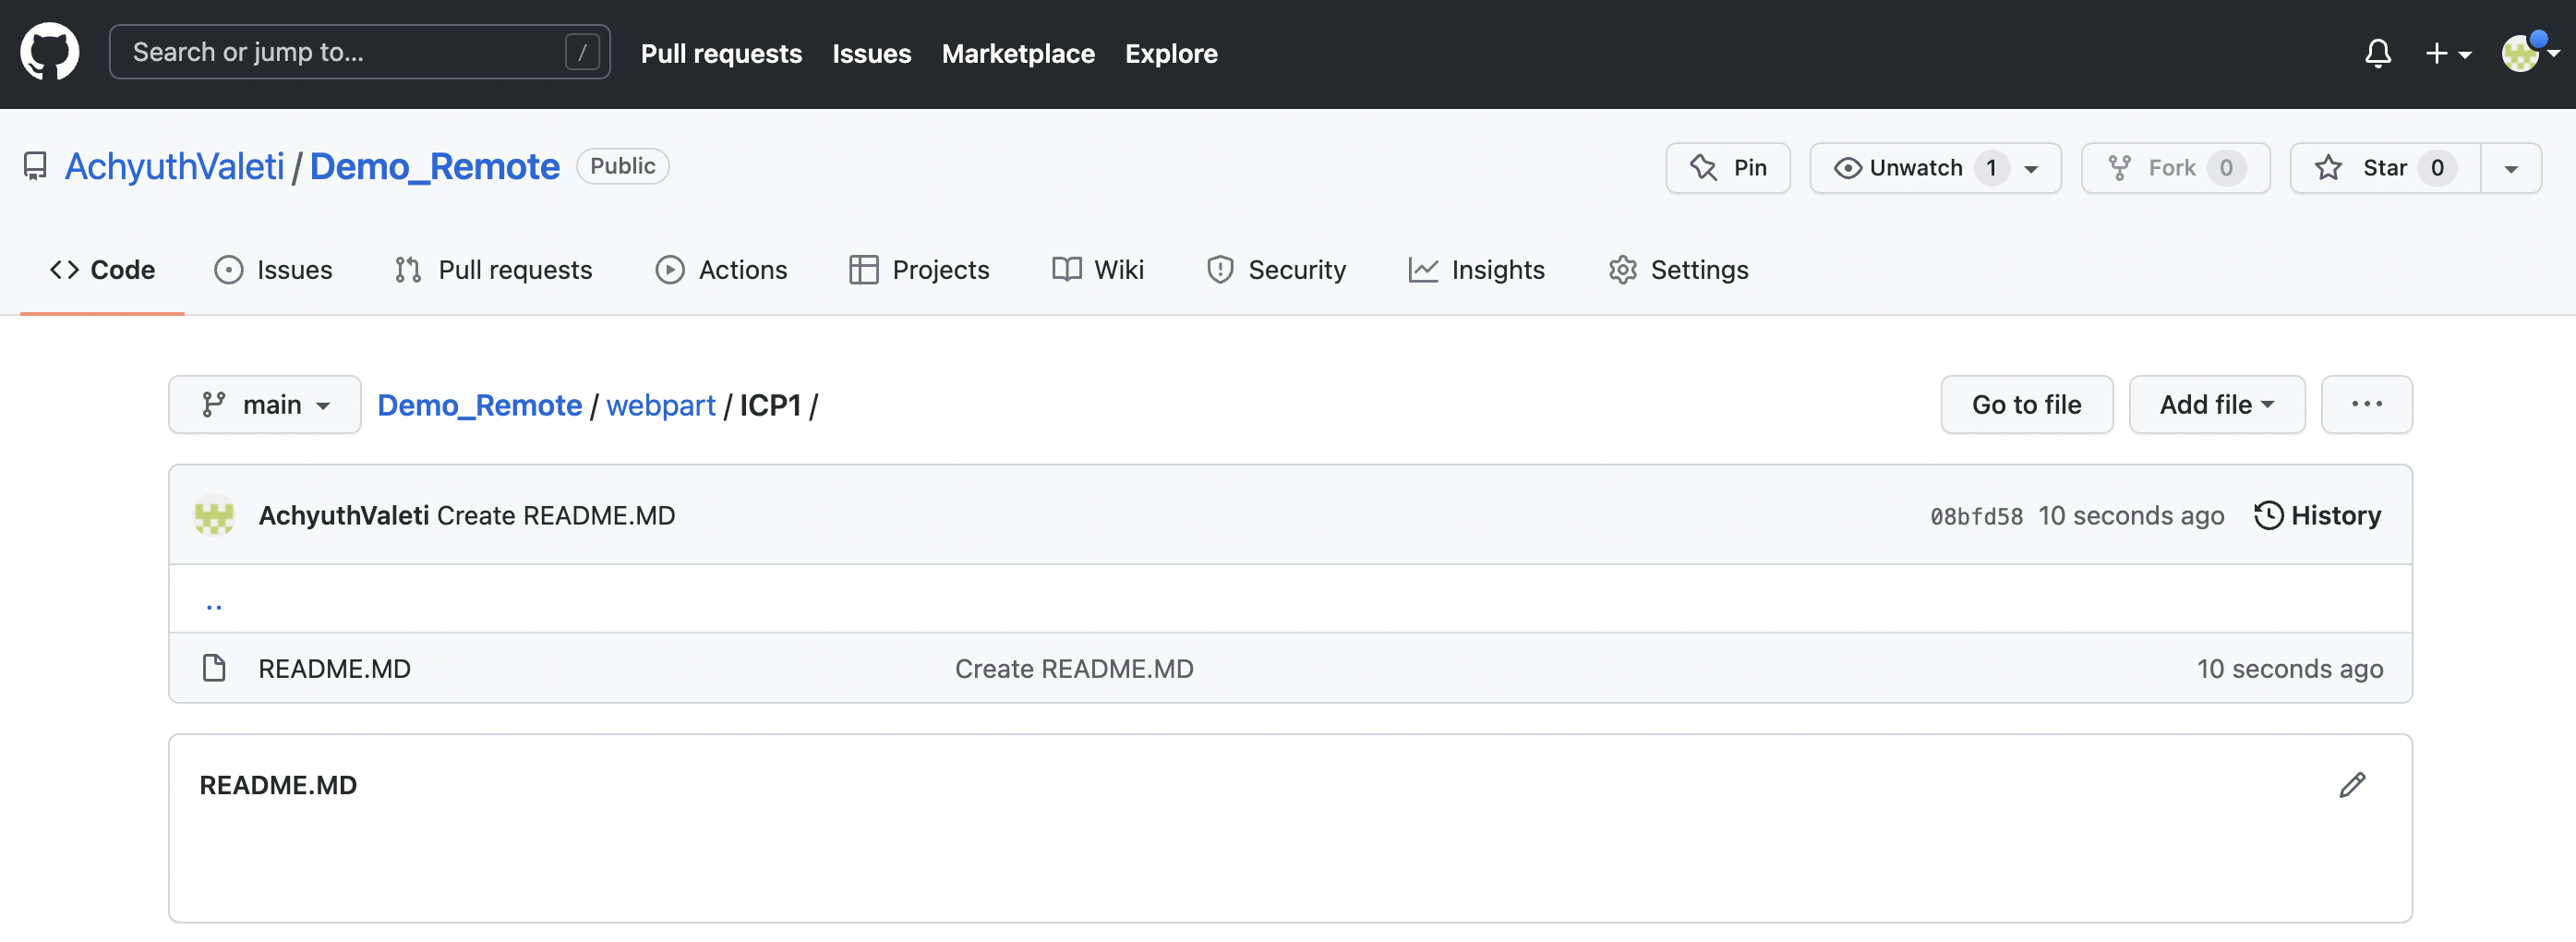 Search or jump to... / Pull requests Issues Marketplace Explore
AchyuthValeti / Demo_Remote Public Pin Unwatch 1 Fork 0 Star 0
Code Issues Pull requests Actions Projects Wiki Security Insights Settings
main Demo_Remote / webpart / ICP1 / Go to file Add file ...
AchyuthValeti Create README.MD 08bfd58 10 seconds ago History
..
README.MD Create README.MD 10 seconds ago
README.MD